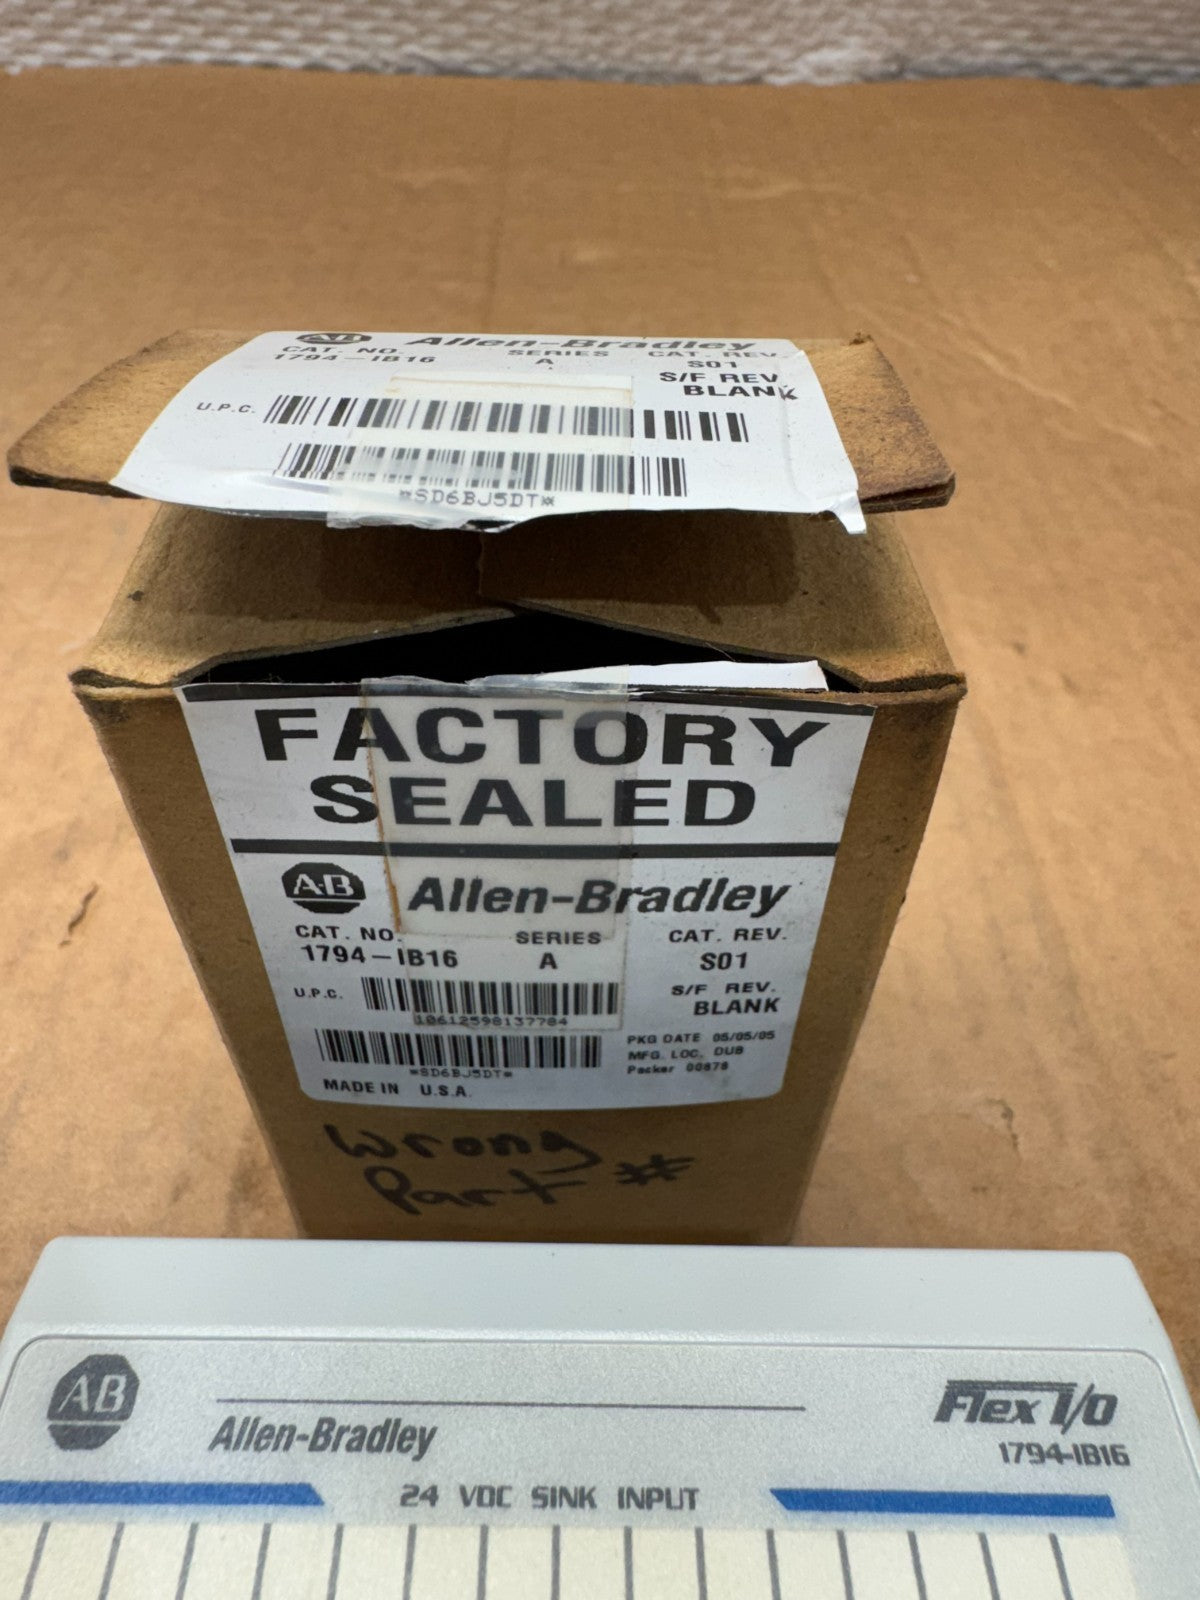 AB Allen-Bradley
CAT. NO. SERIES CAT. REV.
1794-IB16 A S01
S/F REV.
BLANK
U.P.C.
*SD6BJ5DT*
FACTORY
SEALED
A-B Allen-Bradley
CAT. NO. SERIES CAT. REV.
1794-IB16 A S01
U.P.C. S/F REV.
BLANK
10612598137784
PKG DATE 05/05/05
MFG. LOC. DUB
Packer 00878
*SD6BJ5DT*
MADE IN U.S.A.
Wrong
Part #
AB Allen-Bradley Flex I/O
1794-IB16
24 VDC SINK INPUT